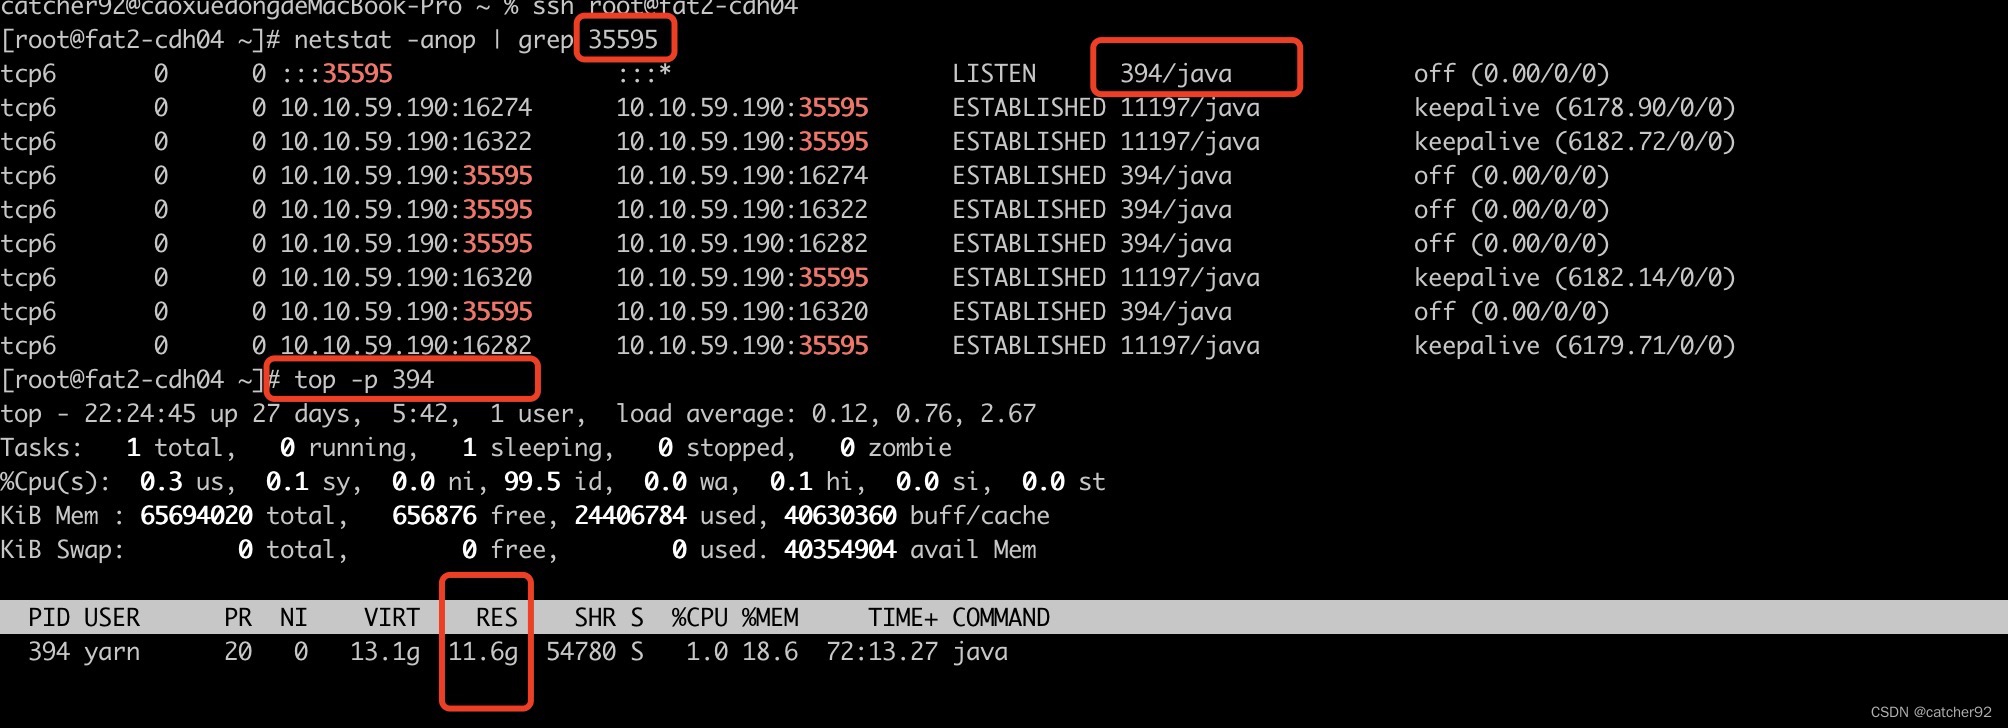 catcher92@caoxuedongdeMacBook-Pro ~ % ssh root@fat2-cdh04
[root@fat2-cdh04 ~]# netstat -anop | grep 35595
tcp6       0      0 :::35595                :::*                    LISTEN      394/java             off (0.00/0/0)
tcp6       0      0 10.10.59.190:16274      10.10.59.190:35595      ESTABLISHED 11197/java           keepalive (6178.90/0/0)
tcp6       0      0 10.10.59.190:16322      10.10.59.190:35595      ESTABLISHED 11197/java           keepalive (6182.72/0/0)
tcp6       0      0 10.10.59.190:35595      10.10.59.190:16274      ESTABLISHED 394/java             off (0.00/0/0)
tcp6       0      0 10.10.59.190:35595      10.10.59.190:16322      ESTABLISHED 394/java             off (0.00/0/0)
tcp6       0      0 10.10.59.190:35595      10.10.59.190:16282      ESTABLISHED 394/java             off (0.00/0/0)
tcp6       0      0 10.10.59.190:16320      10.10.59.190:35595      ESTABLISHED 11197/java           keepalive (6182.14/0/0)
tcp6       0      0 10.10.59.190:35595      10.10.59.190:16320      ESTABLISHED 394/java             off (0.00/0/0)
tcp6       0      0 10.10.59.190:16282      10.10.59.190:35595      ESTABLISHED 11197/java           keepalive (6179.71/0/0)
[root@fat2-cdh04 ~]# top -p 394
top - 22:24:45 up 27 days,  5:42,  1 user,  load average: 0.12, 0.76, 2.67
Tasks:   1 total,   0 running,   1 sleeping,   0 stopped,   0 zombie
%Cpu(s):  0.3 us,  0.1 sy,  0.0 ni, 99.5 id,  0.0 wa,  0.1 hi,  0.0 si,  0.0 st
KiB Mem : 65694020 total,   656876 free, 24406784 used, 40630360 buff/cache
KiB Swap:        0 total,        0 free,        0 used. 40354904 avail Mem
  PID USER      PR  NI    VIRT    RES    SHR S  %CPU %MEM     TIME+ COMMAND
  394 yarn      20   0   13.1g  11.6g  54780 S   1.0 18.6  72:13.27 java
CSDN @catcher92